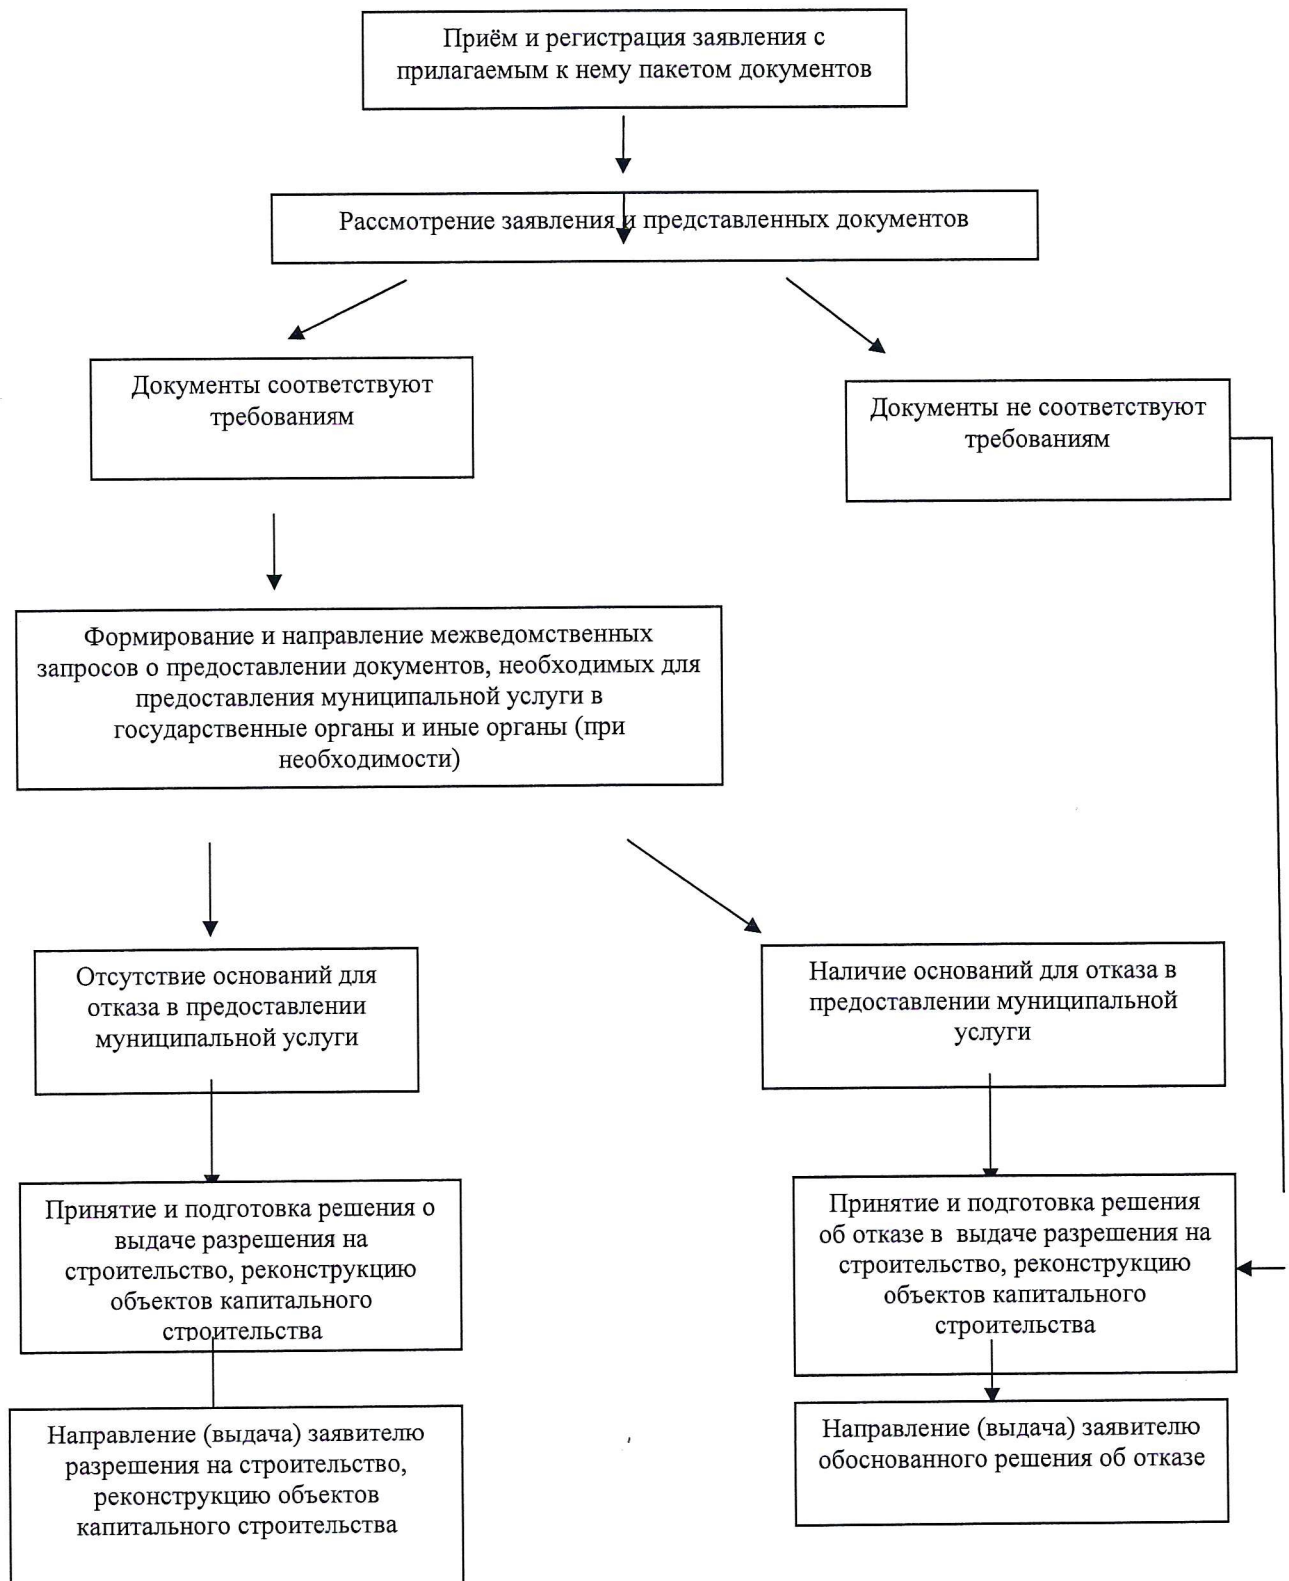 Приём и регистрация заявления с
прилагаемым к нему пакетом документов
Рассмотрение заявления и представленных документов
Документы соответствуют
требованиям
Документы не соответствуют
требованиям
Формирование и направление межведомственных
запросов о предоставлении документов, необходимых для
предоставления муниципальной услуги в
государственные органы и иные органы (при
необходимости)
Отсутствие оснований для
отказа в предоставлении
муниципальной услуги
Наличие оснований для отказа в
предоставлении муниципальной
услуги
Принятие и подготовка решения о
выдаче разрешения на
строительство, реконструкцию
объектов капитального
строительства
Принятие и подготовка решения
об отказе в  выдаче разрешения на
строительство, реконструкцию
объектов капитального
строительства
Направление (выдача) заявителю
разрешения на строительство,
реконструкцию объектов
капитального строительства
Направление (выдача) заявителю
обоснованного решения об отказе